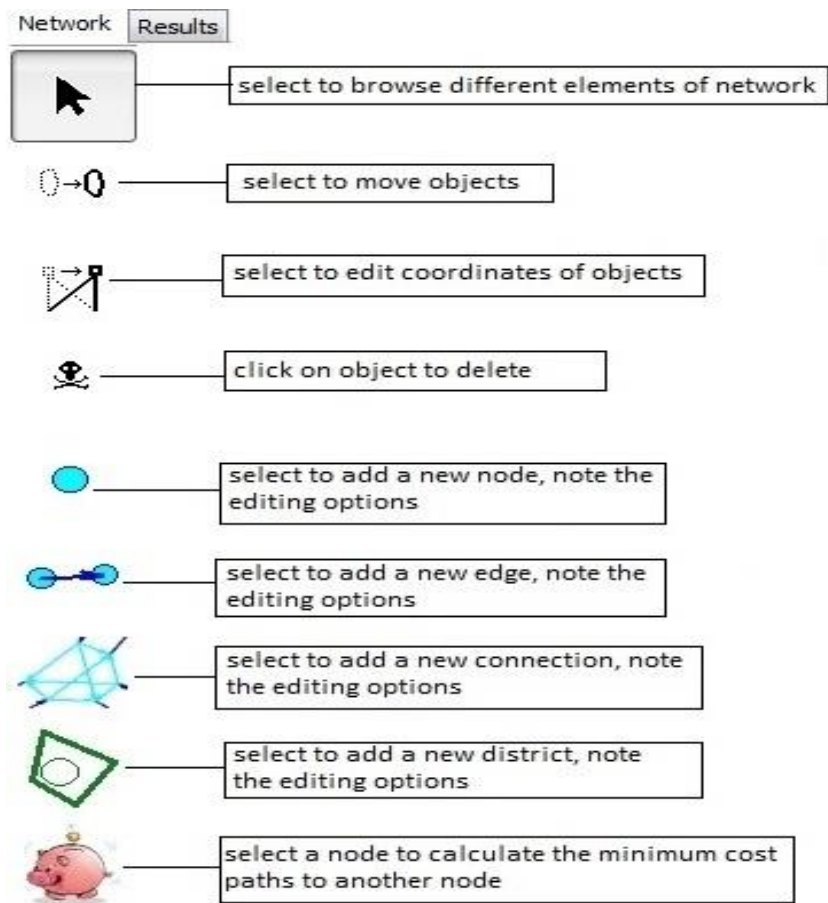 Network Results
select to browse different elements of network
select to move objects
select to edit coordinates of objects
click on object to delete
select to add a new node, note the
editing options
select to add a new edge, note the
editing options
select to add a new connection, note
the editing options
select to add a new district, note
the editing options
select a node to calculate the minimum cost
paths to another node